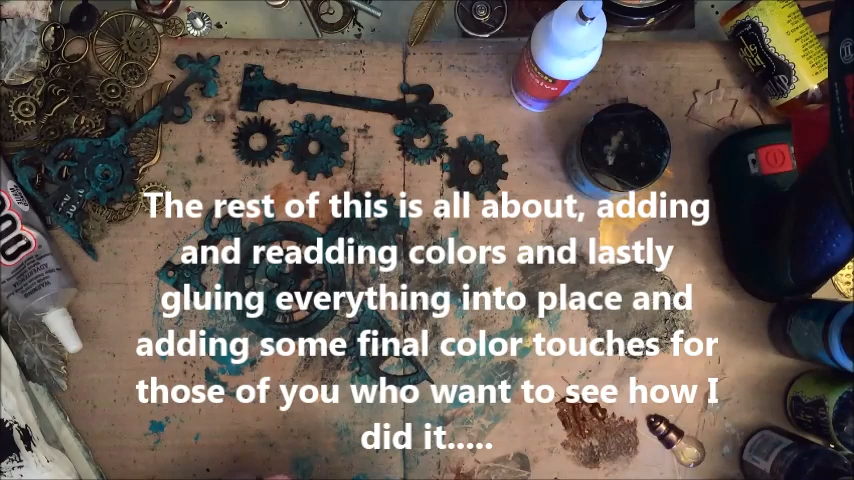 The rest of this is all about, adding
and readding colors and lastly
gluing everything into place and
adding some final color touches for
those of you who want to see how I
did it.....
WARNING